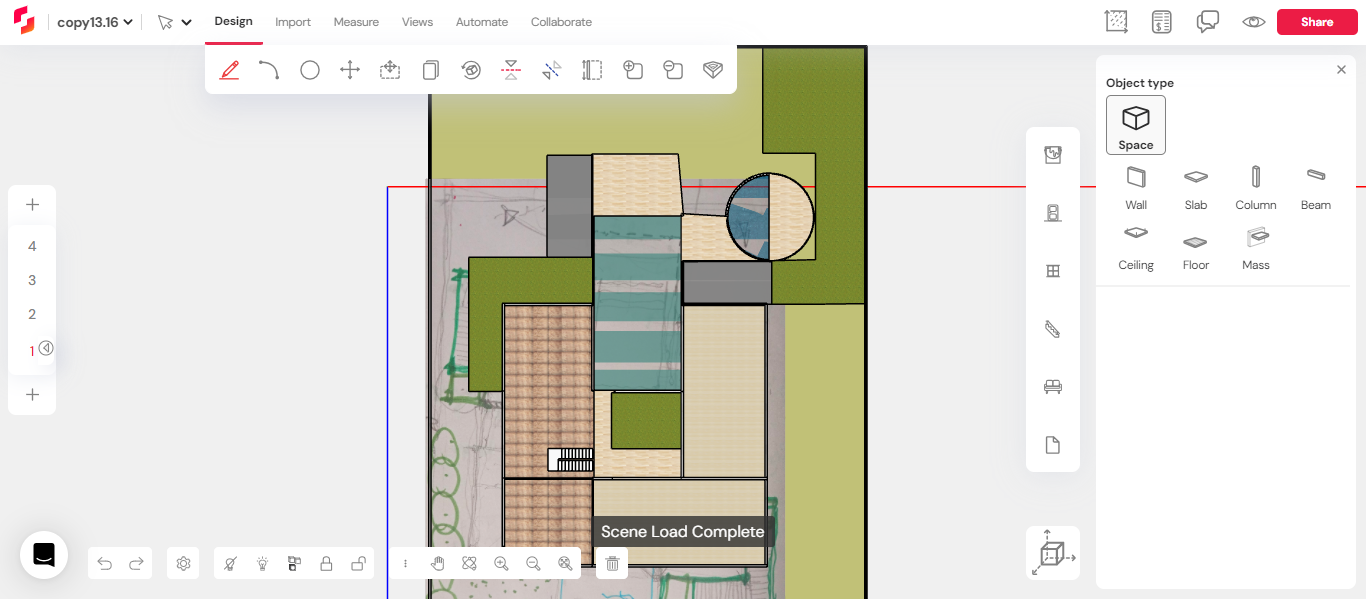 copy13.16
Design
Import
Measure
Views
Automate
Collaborate
Share
Object type
Space
Wall
Slab
Column
Beam
Ceiling
Floor
Mass
4
3
2
1
Scene Load Complete